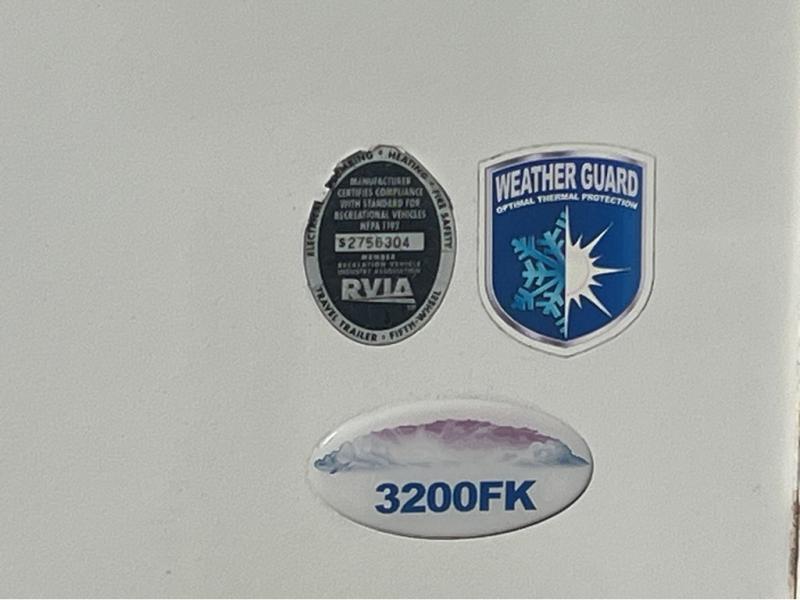 PLUMBING • HEATING • FIRE SAFETY
ELECTRICAL
MANUFACTURER
CERTIFIES COMPLIANCE
WITH STANDARD FOR
RECREATIONAL VEHICLES
NFPA 1192
MEMBER
RECREATION VEHICLE
INDUSTRY ASSOCIATION
RVIA
TRAVEL TRAILER • FIFTH-WHEEL
WEATHER GUARD
OPTIMAL THERMAL PROTECTION
3200FK